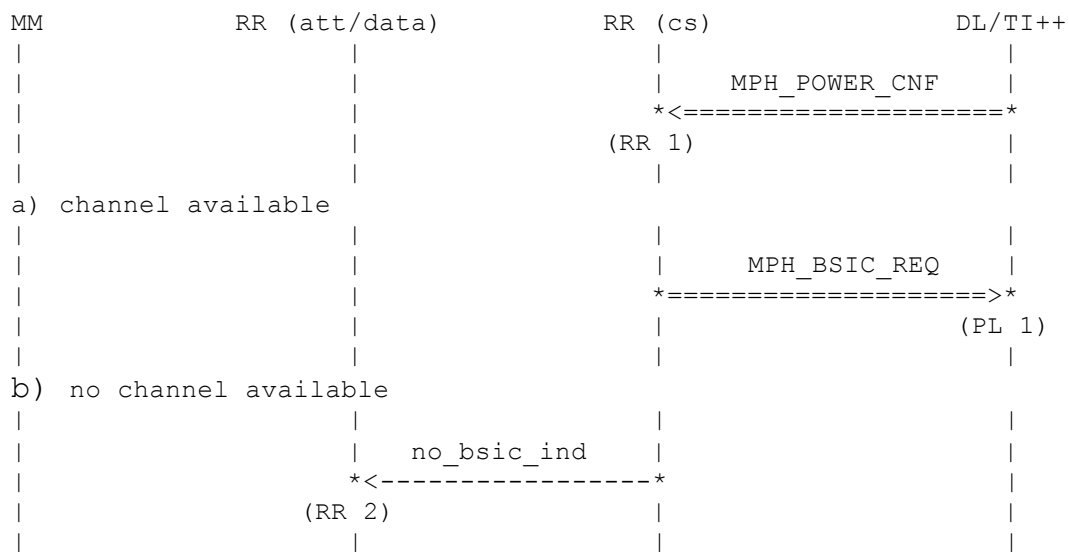 MM RR (att/data) RR (cs) DL/TI++
| | | |
| | | MPH_POWER_CNF |
| | *<====================*
| | (RR 1) |
| | | |
a) channel available
| | | |
| | | MPH_BSIC_REQ |
| | *====================>*
| | | (PL 1)
| | | |
b) no channel available
| | | |
| | no_bsic_ind | |
| *<-----------------* |
| (RR 2) | |
| | | |